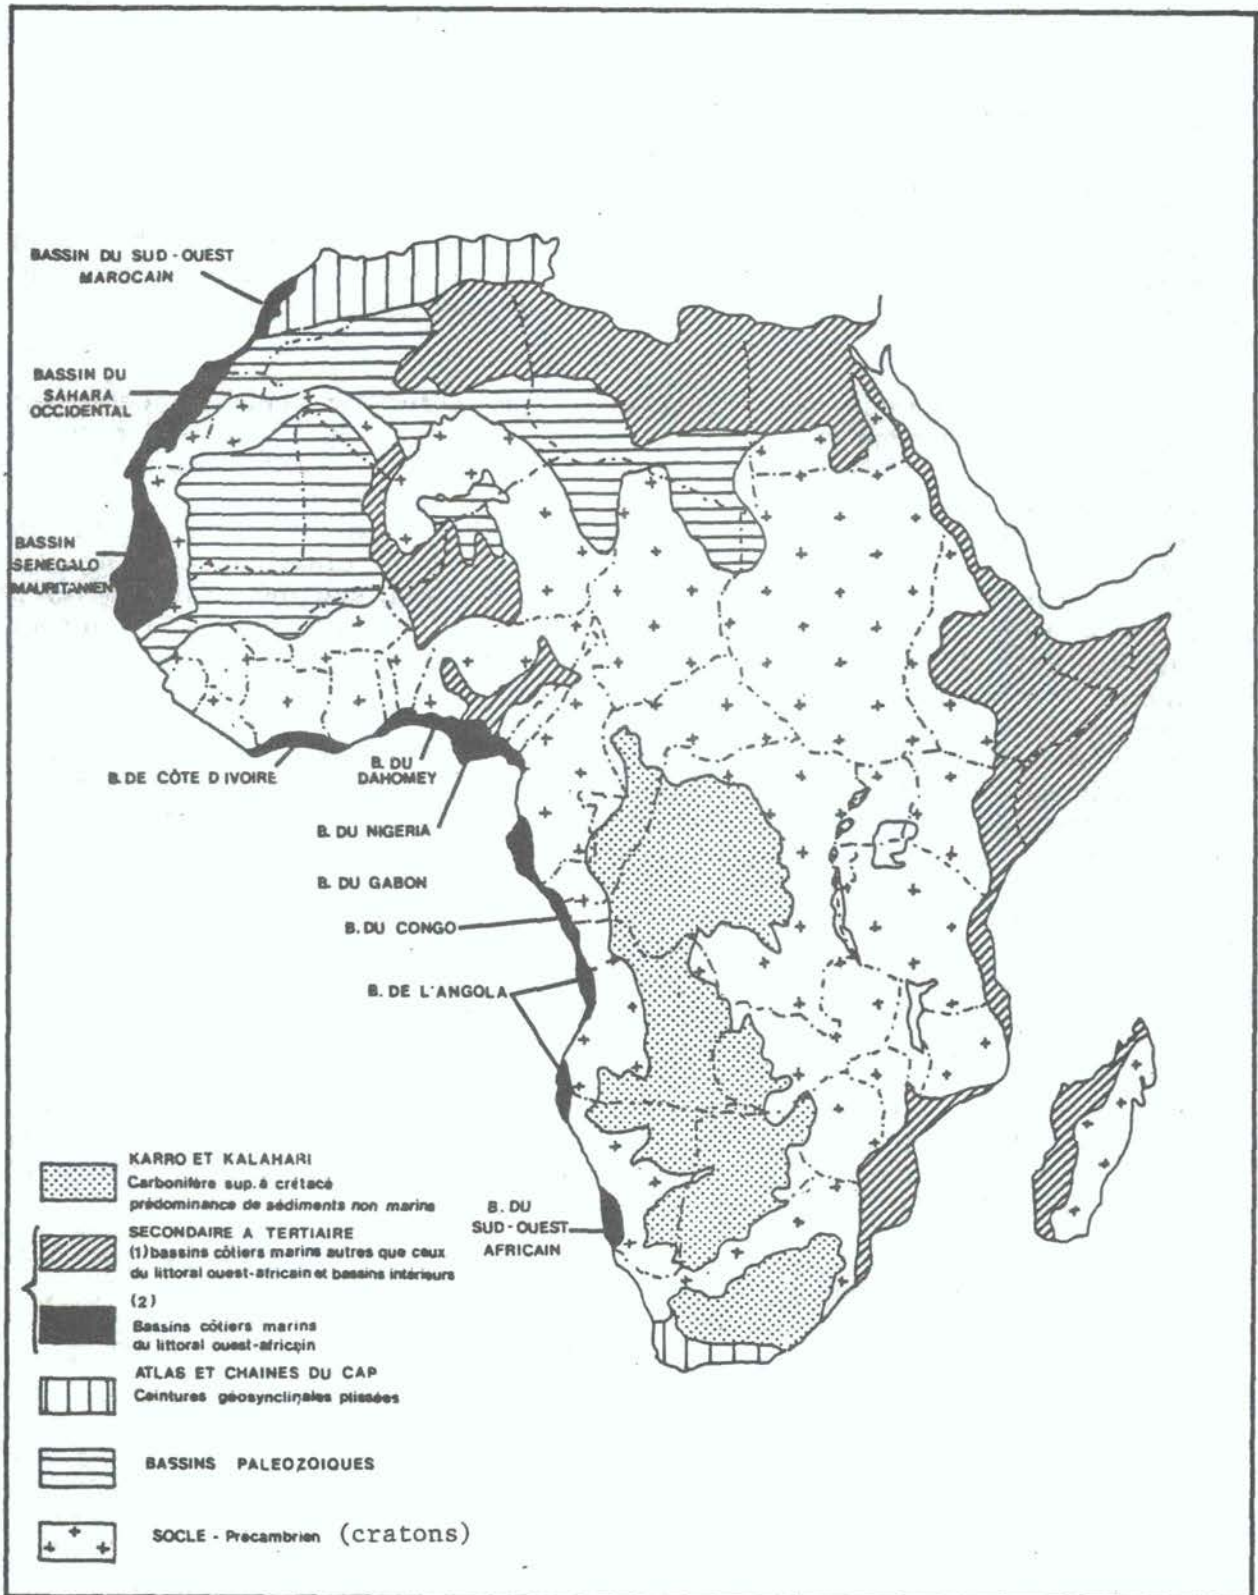 BASSIN DU SUD-OUEST
MAROCAIN
BASSIN DU
SAHARA
OCCIDENTAL
BASSIN
SENEGALO
MAURITANIEN
B. DE CÔTE D'IVOIRE
B. DU
DAHOMEY
B. DU NIGERIA
B. DU GABON
B. DU CONGO
B. DE L'ANGOLA
B. DU
SUD-OUEST
AFRICAIN
KARRO ET KALAHARI
Carbonifère sup. à crétacé
prédominance de sédiments non marins
SECONDAIRE A TERTIAIRE
(1) bassins côtiers marins autres que ceux
du littoral ouest-africain et bassins intérieurs
(2)
Bassins côtiers marins
du littoral ouest-africain
ATLAS ET CHAINES DU CAP
Ceintures géosynclinales plissées
BASSINS PALEOZOIQUES
SOCLE - Precambrien (cratons)